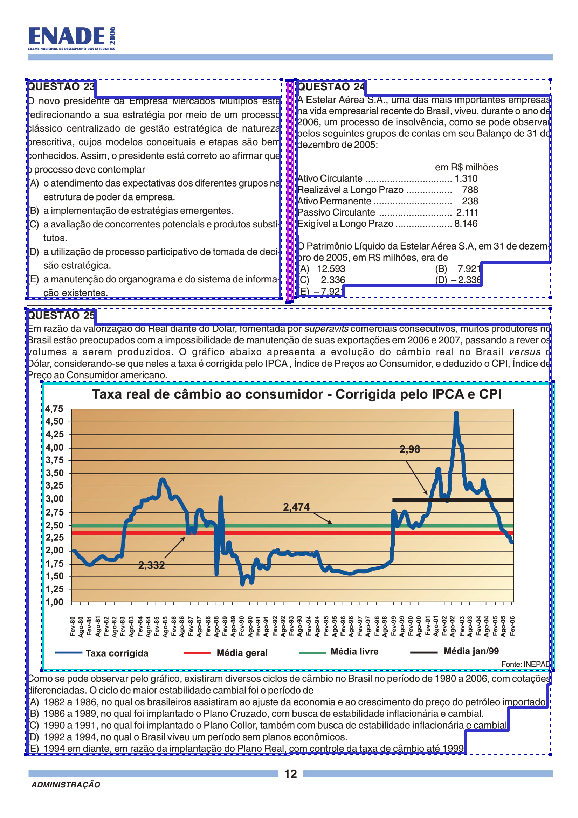 ENADE 2006
QUESTÃO 23
O novo presidente da Empresa Mercados Múltiplos está
redirecionando a sua estratégia por meio de um processo
clássico centralizado de gestão estratégica de natureza
prescritiva, cujos modelos conceituais e etapas são bem
conhecidos. Assim, o presidente está correto ao afirmar que
o processo deve contemplar
(A) o atendimento das expectativas dos diferentes grupos na
estrutura de poder da empresa.
(B) a implementação de estratégias emergentes.
(C) a avaliação de concorrentes potenciais e produtos substi-
tutos.
(D) a utilização de processo participativo de tomada de deci-
são estratégica.
(E) a manutenção do organograma e do sistema de informa-
ção existentes.
QUESTÃO 24
A Estelar Aérea S.A., uma das mais importantes empresas
na vida empresarial recente do Brasil, viveu, durante o ano de
2006, um processo de insolvência, como se pode observar
pelos seguintes grupos de contas em seu Balanço de 31 de
dezembro de 2005:
em R$ milhões
Ativo Circulante ................................ 1.310
Realizável a Longo Prazo ................. 788
Ativo Permanente ............................. 238
Passivo Circulante ........................... 2.111
Exigível a Longo Prazo ..................... 8.146
O Patrimônio Líquido da Estelar Aérea S.A, em 31 de dezem-
bro de 2005, em R$ milhões, era de
(A) 12.593 (B) 7.921
(C) 2.336 (D) – 2.336
(E) – 7.921
QUESTÃO 25
Em razão da valorização do Real diante do Dólar, fomentada por superavits comerciais consecutivos, muitos produtores no
Brasil estão preocupados com a impossibilidade de manutenção de suas exportações em 2006 e 2007, passando a rever os
volumes a serem produzidos. O gráfico abaixo apresenta a evolução do câmbio real no Brasil versus o
Dólar, considerando-se que neles a taxa é corrigida pelo IPCA , Índice de Preços ao Consumidor, e deduzido o CPI, Índice de
Preço ao Consumidor americano.
Taxa real de câmbio ao consumidor - Corrigida pelo IPCA e CPI
4,75
4,50
4,25
4,00
3,75
3,50
3,25
3,00
2,75
2,50
2,25
2,00
1,75
1,50
1,25
1,00
2,98
2,474
2,332
Fev-80 Ago-80 Fev-81 Ago-81 Fev-82 Ago-82 Fev-83 Ago-83 Fev-84 Ago-84 Fev-85 Ago-85 Fev-86 Ago-86 Fev-87 Ago-87 Fev-88 Ago-88 Fev-89 Ago-89 Fev-90 Ago-90 Fev-91 Ago-91 Fev-92 Ago-92 Fev-93 Ago-93 Fev-94 Ago-94 Fev-95 Ago-95 Fev-96 Ago-96 Fev-97 Ago-97 Fev-98 Ago-98 Fev-99 Ago-99 Fev-00 Ago-00 Fev-01 Ago-01 Fev-02 Ago-02 Fev-03 Ago-03 Fev-04 Ago-04 Fev-05 Ago-05 Fev-06
Taxa corrigida Média geral Média livre Média jan/99
Fonte: INEPAD
Como se pode observar pelo gráfico, existiram diversos ciclos de câmbio no Brasil no período de 1980 a 2006, com cotações
diferenciadas. O ciclo de maior estabilidade cambial foi o período de
(A) 1982 a 1986, no qual os brasileiros assistiram ao ajuste da economia e ao crescimento do preço do petróleo importado.
(B) 1986 a 1989, no qual foi implantado o Plano Cruzado, com busca de estabilidade inflacionária e cambial.
(C) 1990 a 1991, no qual foi implantado o Plano Collor, também com busca de estabilidade inflacionária e cambial.
(D) 1992 a 1994, no qual o Brasil viveu um período sem planos econômicos.
(E) 1994 em diante, em razão da implantação do Plano Real, com controle da taxa de câmbio até 1999.
12
ADMINISTRAÇÃO